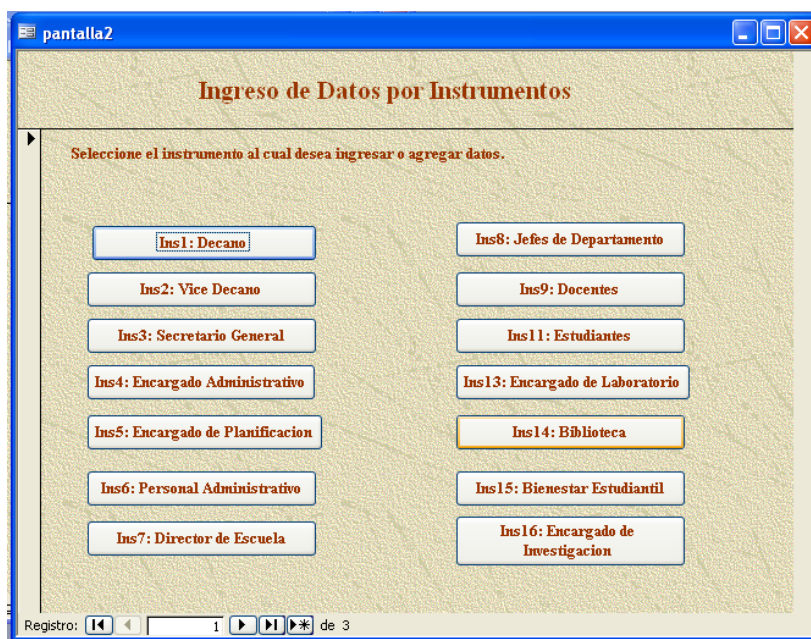 pantalla2
Ingreso de Datos por Instrumentos
Seleccione el instrumento al cual desea ingresar o agregar datos.
Ins1: Decano
Ins2: Vice Decano
Ins3: Secretario General
Ins4: Encargado Administrativo
Ins5: Encargado de Planificacion
Ins6: Personal Administrativo
Ins7: Director de Escuela
Ins8: Jefes de Departamento
Ins9: Docentes
Ins11: Estudiantes
Ins13: Encargado de Laboratorio
Ins14: Biblioteca
Ins15: Bienestar Estudiantil
Ins16: Encargado de
Investigacion
Registro: 1 de 3